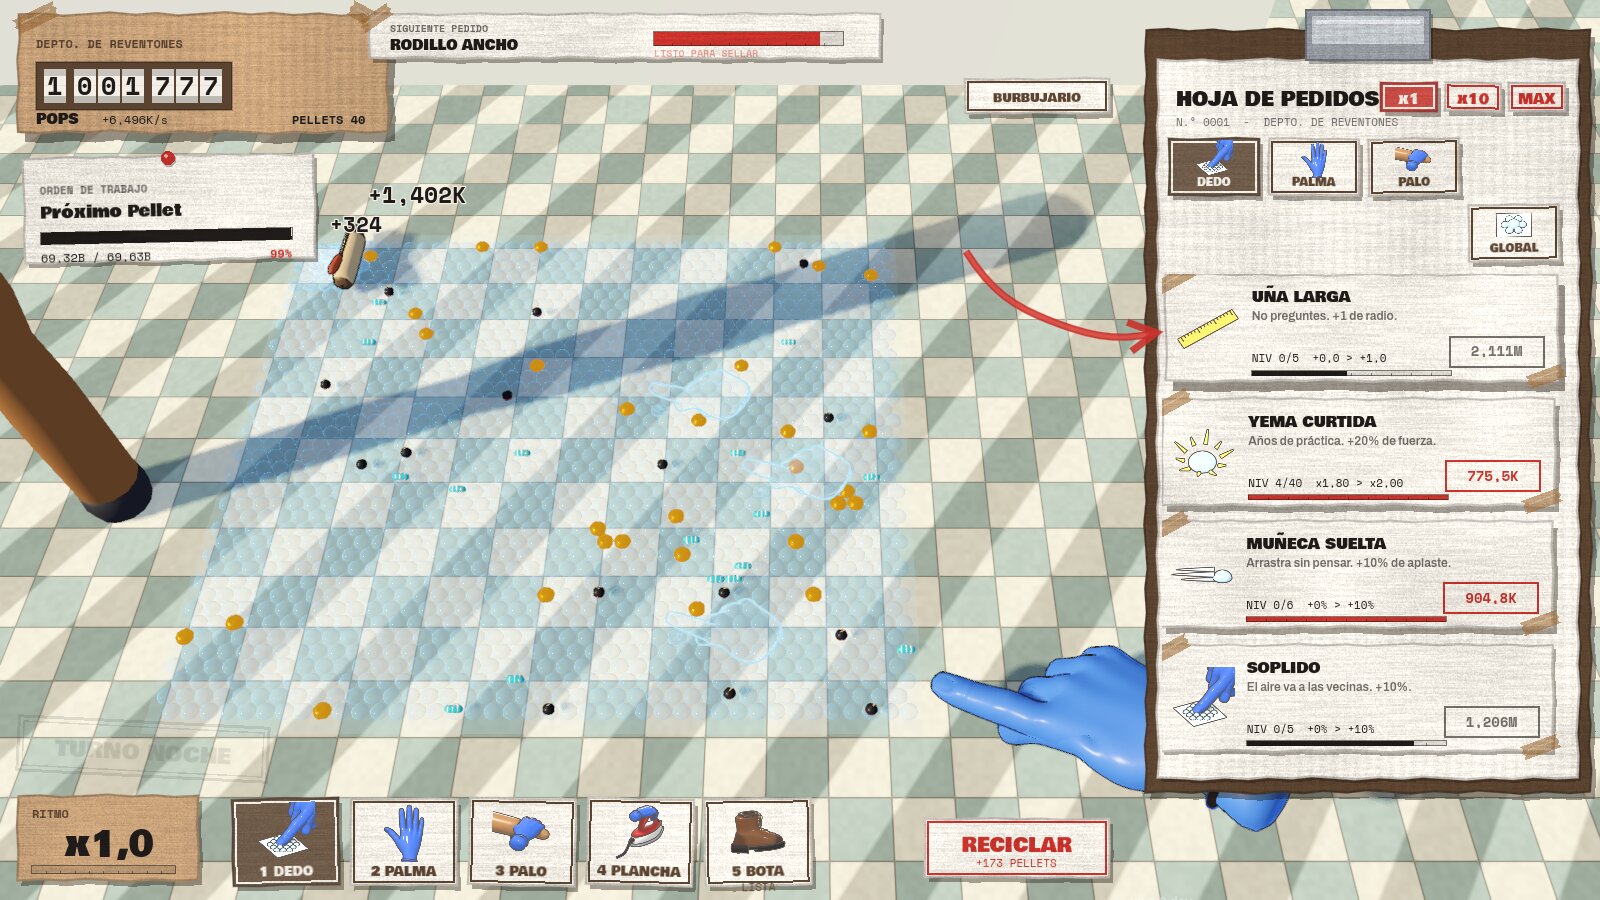 DEPTO. DE REVENTONES
1 001 777
POPS +6,496K/s PELLETS 40
SIGUIENTE PEDIDO
RODILLO ANCHO
LISTO PARA SELLAR
BURBUJARIO
ORDEN DE TRABAJO
Próximo Pellet
69,32B / 69,63B 99%
+1,402K
+324
HOJA DE PEDIDOS x1 x10 MAX
N.º 0001 - DEPTO. DE REVENTONES
DEDO PALMA PALO
GLOBAL
UÑA LARGA
No preguntes. +1 de radio.
NIV 0/5 +0,0 > +1,0 2,111M
YEMA CURTIDA
Años de práctica. +20% de fuerza.
NIV 4/40 x1,80 > x2,00 775,5K
MUÑECA SUELTA
Arrastra sin pensar. +10% de aplaste.
NIV 0/6 +0% > +10% 904,8K
SOPLIDO
El aire va a las vecinas. +10%.
NIV 0/5 +0% > +10% 1,206M
TURNO NOCHE
RITMO
x1,0
1 DEDO 2 PALMA 3 PALO 4 PLANCHA 5 BOTA
LISTA
RECICLAR
+173 PELLETS